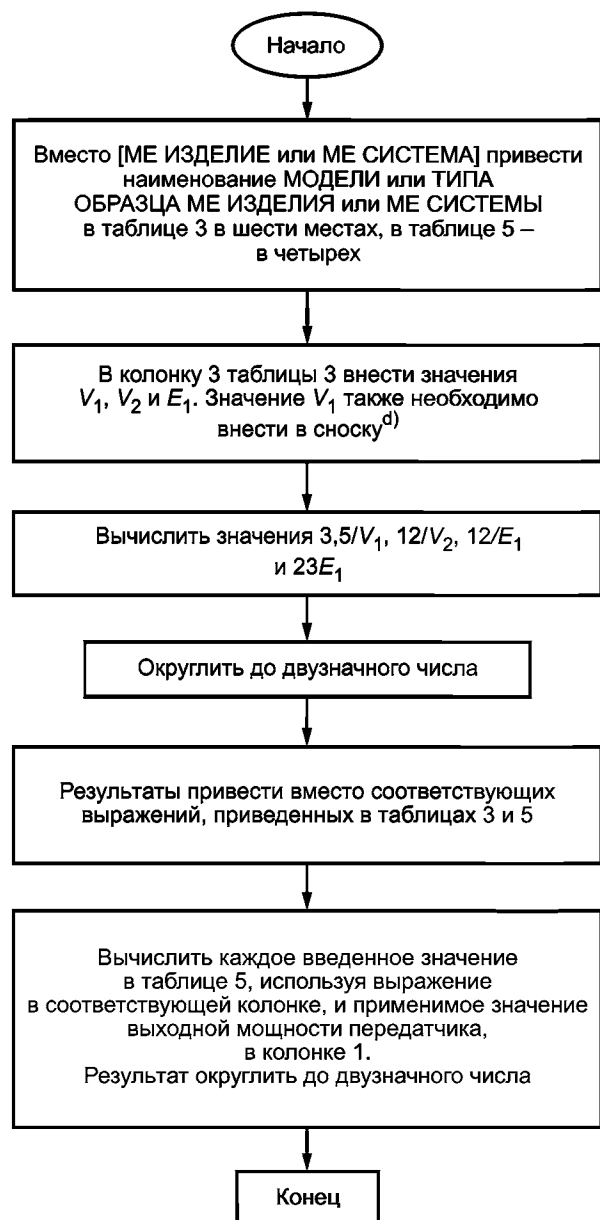 Начало
Вместо [МЕ ИЗДЕЛИЕ или МЕ СИСТЕМА] привести
наименование МОДЕЛИ или ТИПА
ОБРАЗЦА МЕ ИЗДЕЛИЯ или МЕ СИСТЕМЫ
в таблице 3 в шести местах, в таблице 5 –
в четырех
В колонку 3 таблицы 3 внести значения
V₁, V₂ и E₁. Значение V₁ также необходимо
внести в сноску ᵈ⁾
Вычислить значения 3,5/V₁, 12/V₂, 12/E₁
и 23E₁
Округлить до двузначного числа
Результаты привести вместо соответствующих
выражений, приведенных в таблицах 3 и 5
Вычислить каждое введенное значение
в таблице 5, используя выражение
в соответствующей колонке, и применимое значение
выходной мощности передатчика,
в колонке 1.
Результат округлить до двузначного числа
Конец